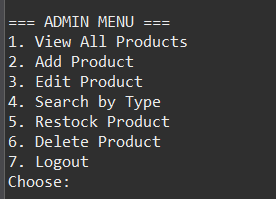 === ADMIN MENU ===
1. View All Products
2. Add Product
3. Edit Product
4. Search by Type
5. Restock Product
6. Delete Product
7. Logout
Choose: